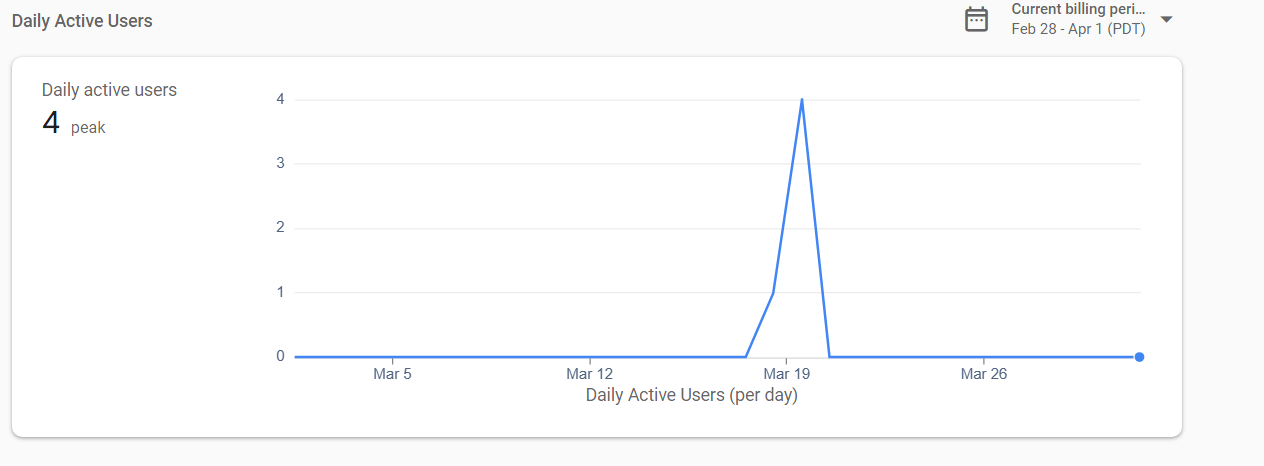 Daily Active Users
Current billing peri...
Feb 28 - Apr 1 (PDT)
Daily active users
4 peak
4
3
2
1
0
Mar 5 Mar 12 Mar 19 Mar 26
Daily Active Users (per day)